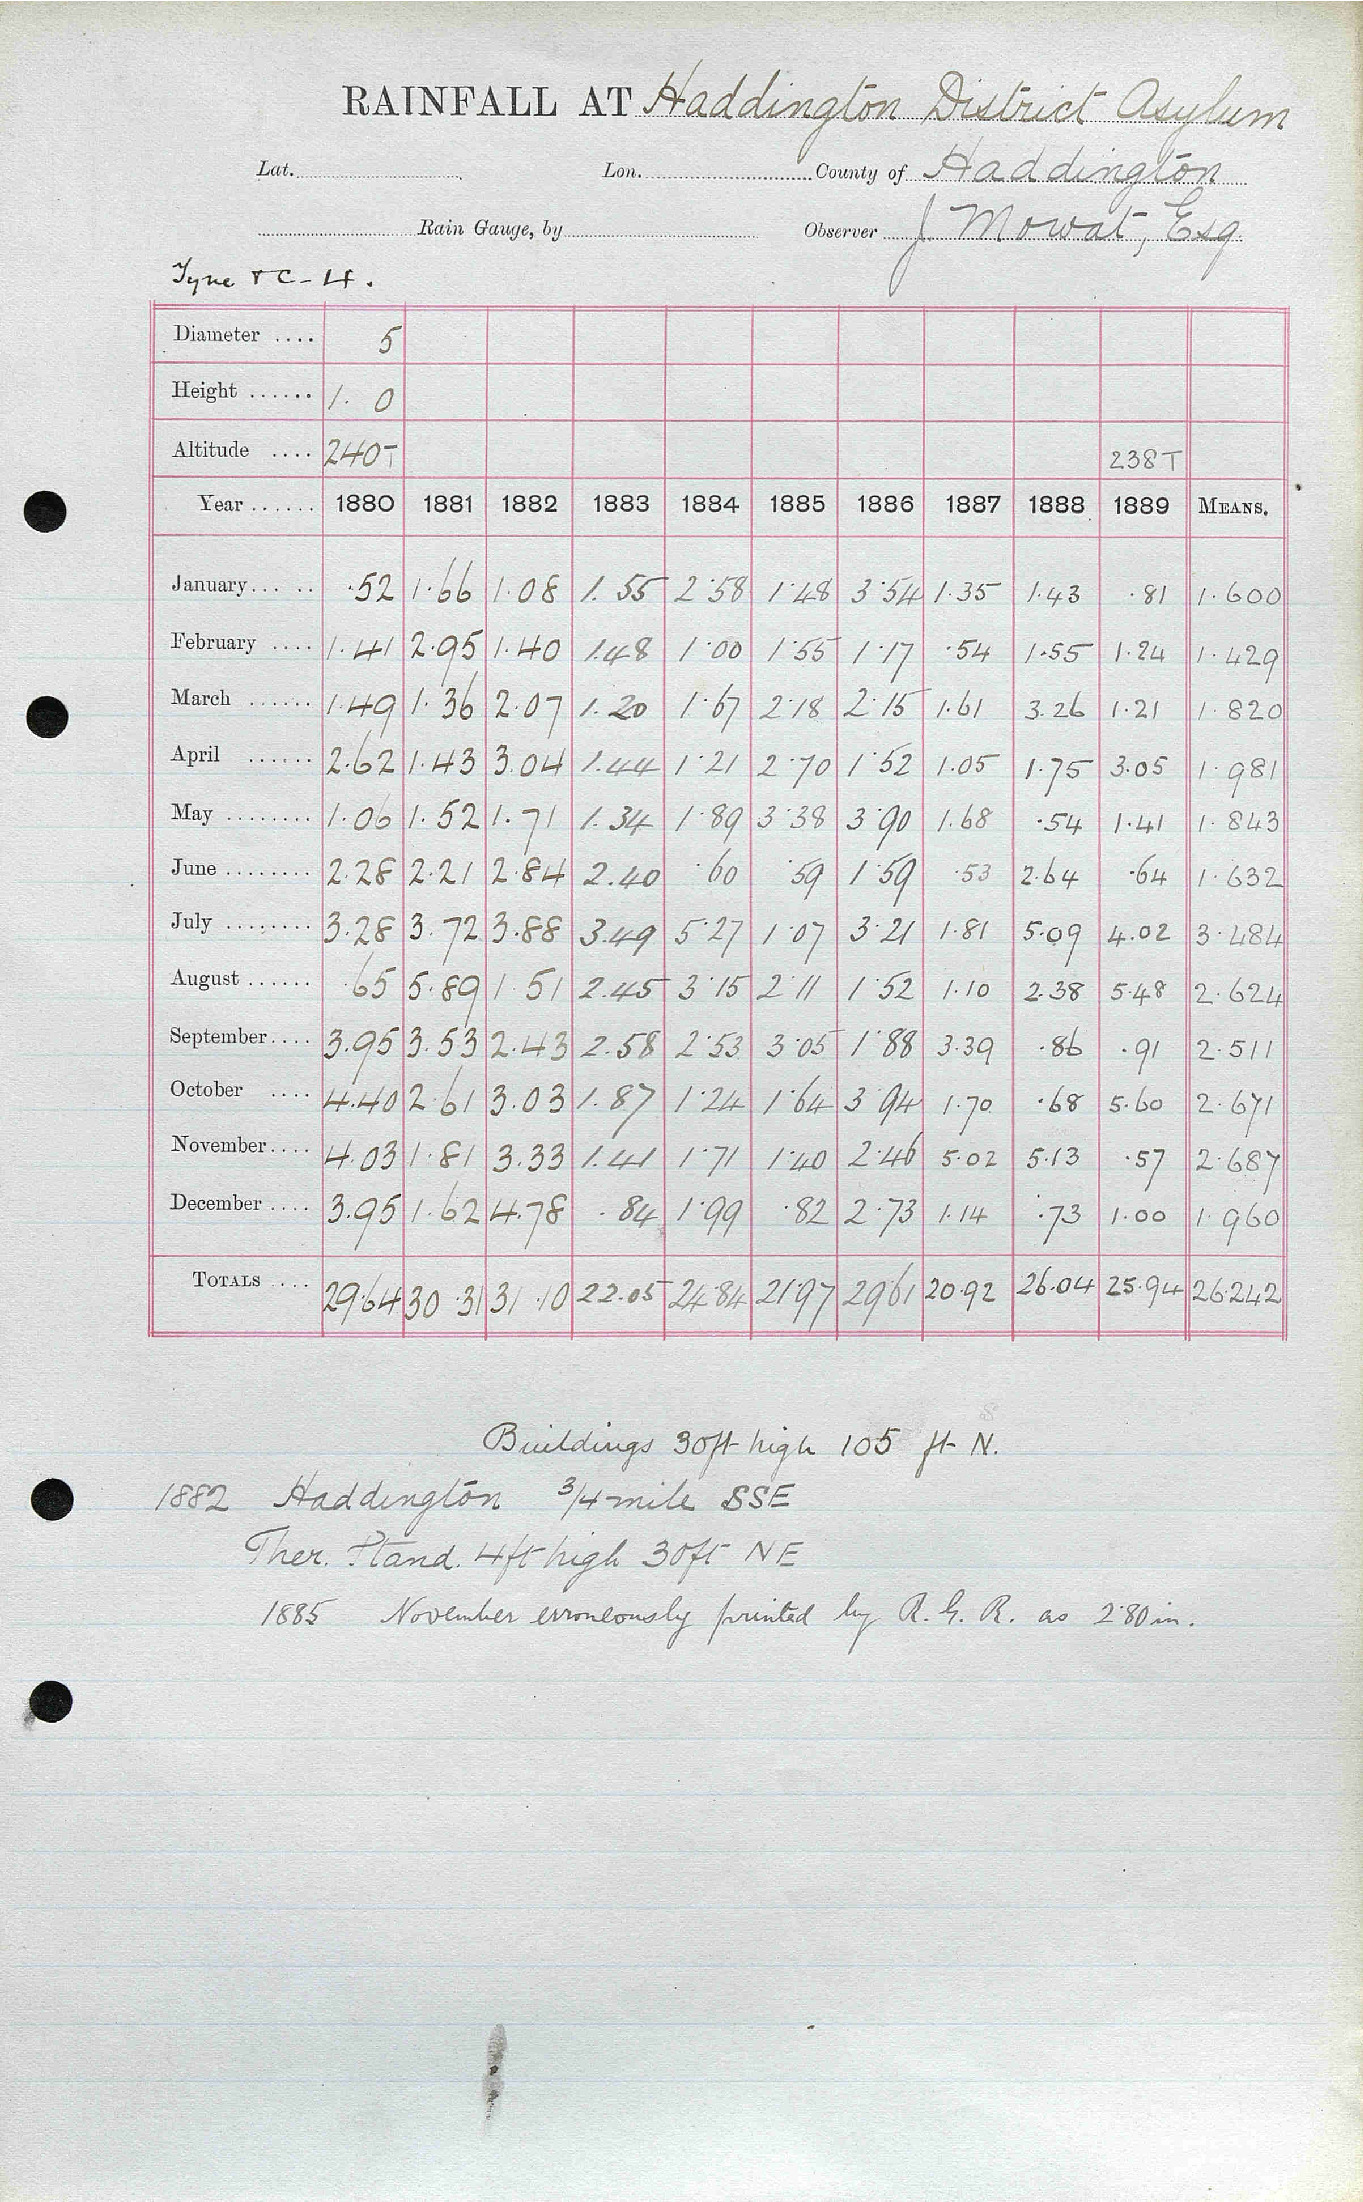 RAINFALL AT Haddington District Asylum
Lat. Lon. County of Haddington
Rain Gauge, by Observer J. Mowat, Esq.
Tyne & C-4.
Diameter .... 5
Height ...... 1. 0
Altitude .... 240T 238T
Year ...... 1880 1881 1882 1883 1884 1885 1886 1887 1888 1889 MEANS.
January... .. .52 1.66 1.08 1.55 2.58 1.48 3.54 1.35 1.43 .81 1.600
February .... 1.41 2.95 1.40 1.48 1.00 1.55 1.17 .54 1.55 1.24 1.429
March ...... 1.49 1.36 2.07 1.20 1.67 2.18 2.15 1.61 3.26 1.21 1.820
April ...... 2.62 1.43 3.04 1.44 1.21 2.70 1.52 1.05 1.75 3.05 1.981
May ........ 1.06 1.52 1.71 1.34 1.89 3.38 3.90 1.68 .54 1.41 1.843
June ........ 2.28 2.21 2.84 2.40 .60 .59 1.59 .53 2.64 .64 1.632
July ........ 3.28 3.72 3.88 3.49 5.27 1.07 3.21 1.81 5.09 4.02 3.484
August ...... .65 5.89 1.51 2.45 3.15 2.11 1.52 1.10 2.38 5.48 2.624
September.... 3.95 3.53 2.43 2.58 2.53 3.05 1.88 3.39 .86 .91 2.511
October .... 4.40 2.61 3.03 1.87 1.24 1.64 3.94 1.70 .68 5.60 2.671
November.... 4.03 1.81 3.33 1.41 1.71 1.40 2.46 5.02 5.13 .57 2.687
December .... 3.95 1.62 4.78 .84 1.99 .82 2.73 1.14 .73 1.00 1.960
TOTALS .... 29.64 30.31 31.10 22.05 24.84 21.97 29.61 20.92 26.04 25.94 26.242
Buildings 30ft high 105 ft N.
1882 Haddington 3/4 mile SSE
Ther. Stand. 4ft high 30ft NE
1885 November erroneously printed by R. G. R. as 2.80in.